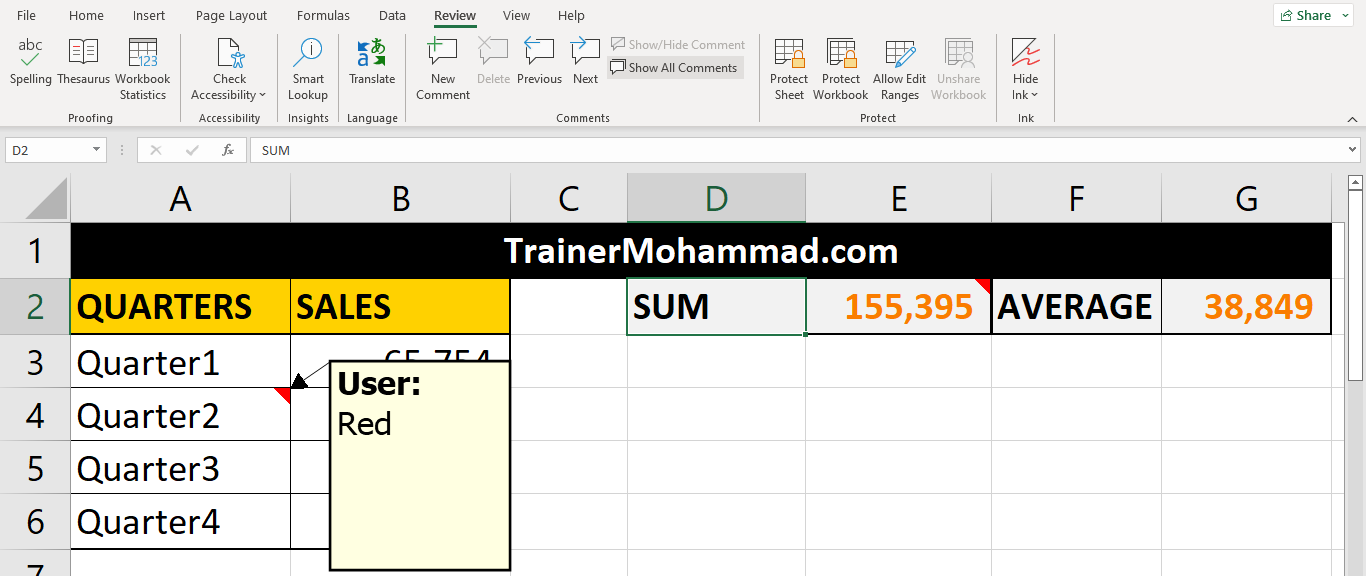 File Home Insert Page Layout Formulas Data Review View Help Share
abc
123
a
Spelling Thesaurus Workbook Statistics
Check Accessibility
Smart Lookup
Translate
New Comment
Delete Previous Next
Show/Hide Comment
Show All Comments
Protect Sheet
Protect Workbook
Allow Edit Ranges
Unshare Workbook
Hide Ink
Proofing Accessibility Insights Language Comments Protect Ink
D2 fx SUM
A B C D E F G
1 TrainerMohammad.com
2 QUARTERS SALES SUM 155,395 AVERAGE 38,849
3 Quarter1
User:
Red
4 Quarter2
5 Quarter3
6 Quarter4
7